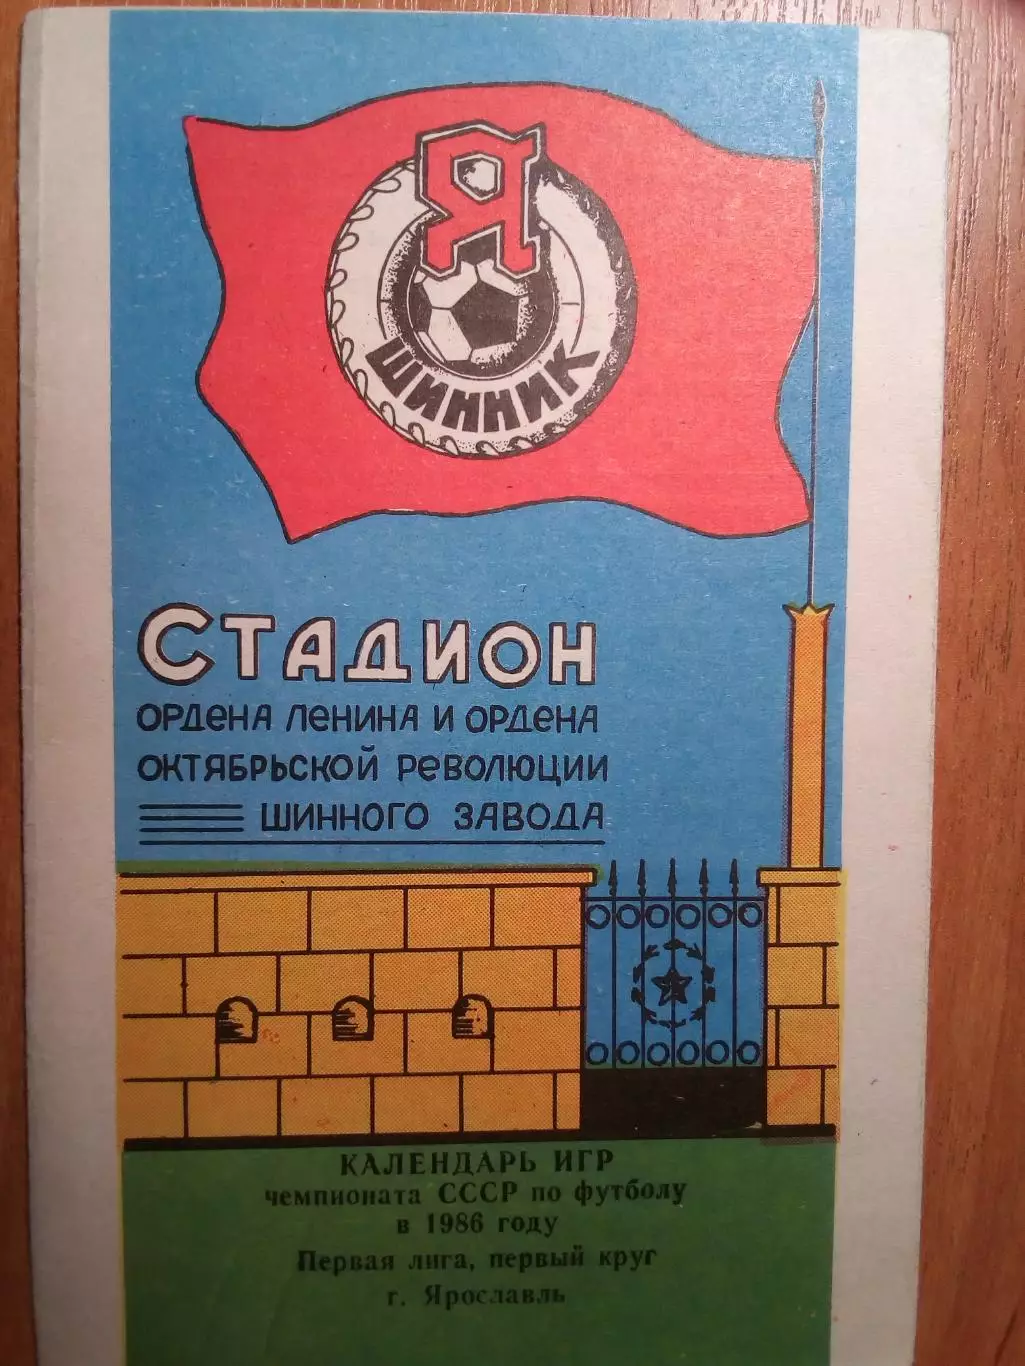 Я
ШИННИК
СТАДИОН
ОРДЕНА ЛЕНИНА И ОРДЕНА
ОКТЯБРЬСКОЙ РЕВОЛЮЦИИ
ШИННОГО ЗАВОДА
КАЛЕНДАРЬ ИГР
чемпионата СССР по футболу
в 1986 году
Первая лига, первый круг
г. Ярославль